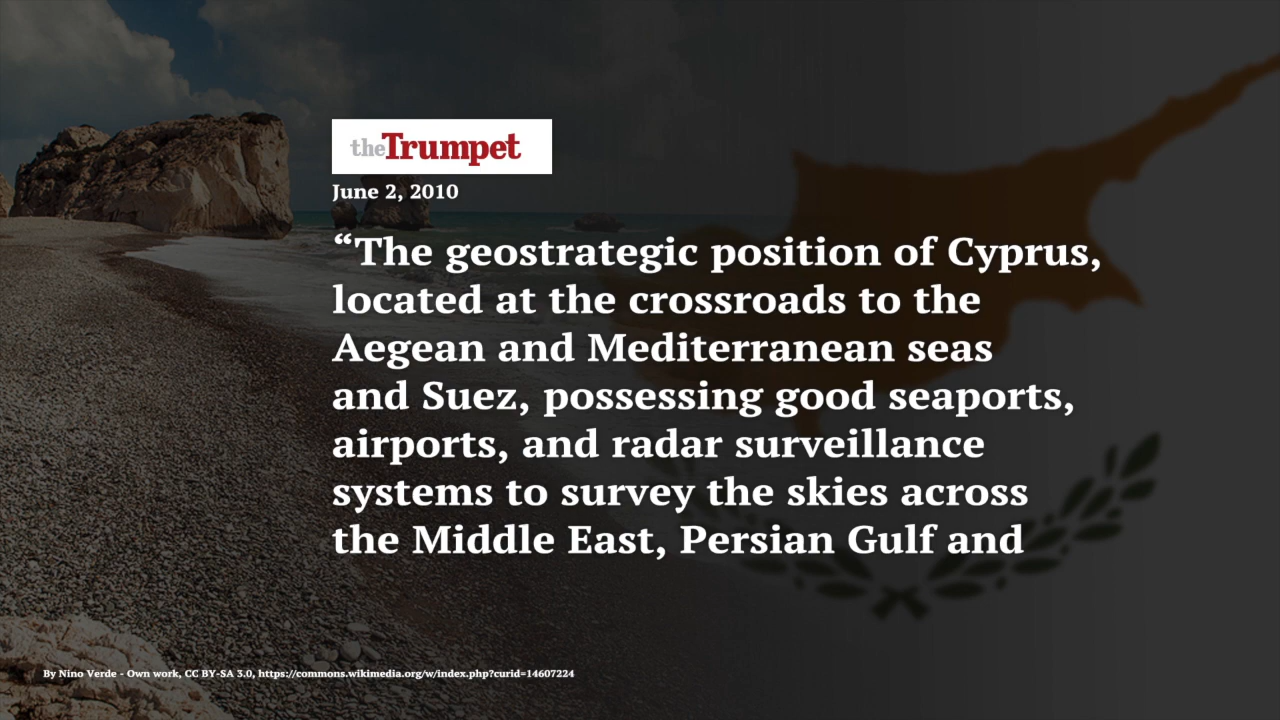 theTrumpet
June 2, 2010
“The geostrategic position of Cyprus,
located at the crossroads to the
Aegean and Mediterranean seas
and Suez, possessing good seaports,
airports, and radar surveillance
systems to survey the skies across
the Middle East, Persian Gulf and
By Nino Verde - Own work, CC BY-SA 3.0, https://commons.wikimedia.org/w/index.php?curid=14607224